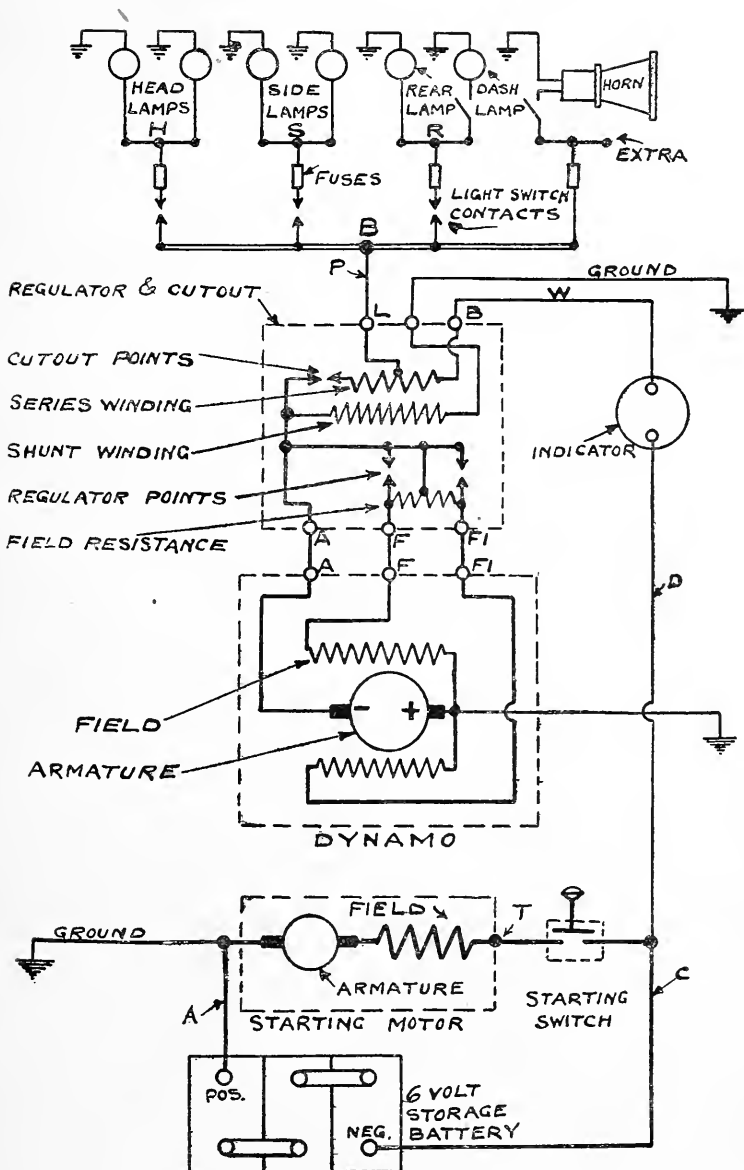 HEAD LAMPS
H
SIDE LAMPS
S
REAR LAMP
R
DASH LAMP
HORN
EXTRA
FUSES
LIGHT SWITCH CONTACTS
B
P
GROUND
REGULATOR & CUTOUT
L
B
W
CUTOUT POINTS
SERIES WINDING
SHUNT WINDING
INDICATOR
REGULATOR POINTS
FIELD RESISTANCE
A
F
F1
A
F
F1
D
FIELD
- +
ARMATURE
DYNAMO
GROUND
FIELD
T
ARMATURE
STARTING MOTOR
STARTING
SWITCH
C
A
POS.
6 VOLT
STORAGE
BATTERY
NEG.